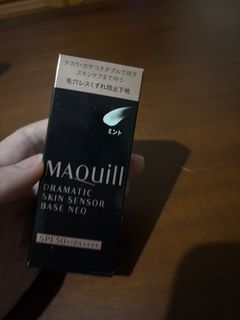 テカリ・カサつきダブルで防ぎ
スキンケアまで叶う
毛穴レスくずれ防止下地
ミント
MAQuill
DRAMATIC
SKIN SENSOR
BASE NEO
SPF50+・PA++++